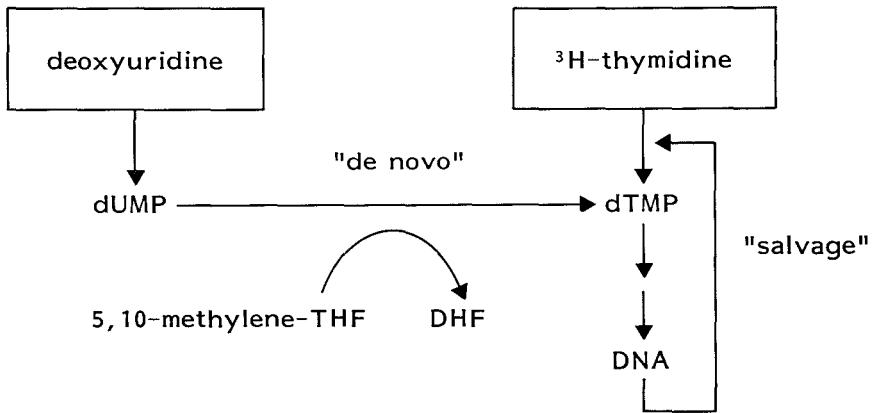 deoxyuridine
³H-thymidine
"de novo"
dUMP
dTMP
"salvage"
5,10-methylene-THF
DHF
DNA